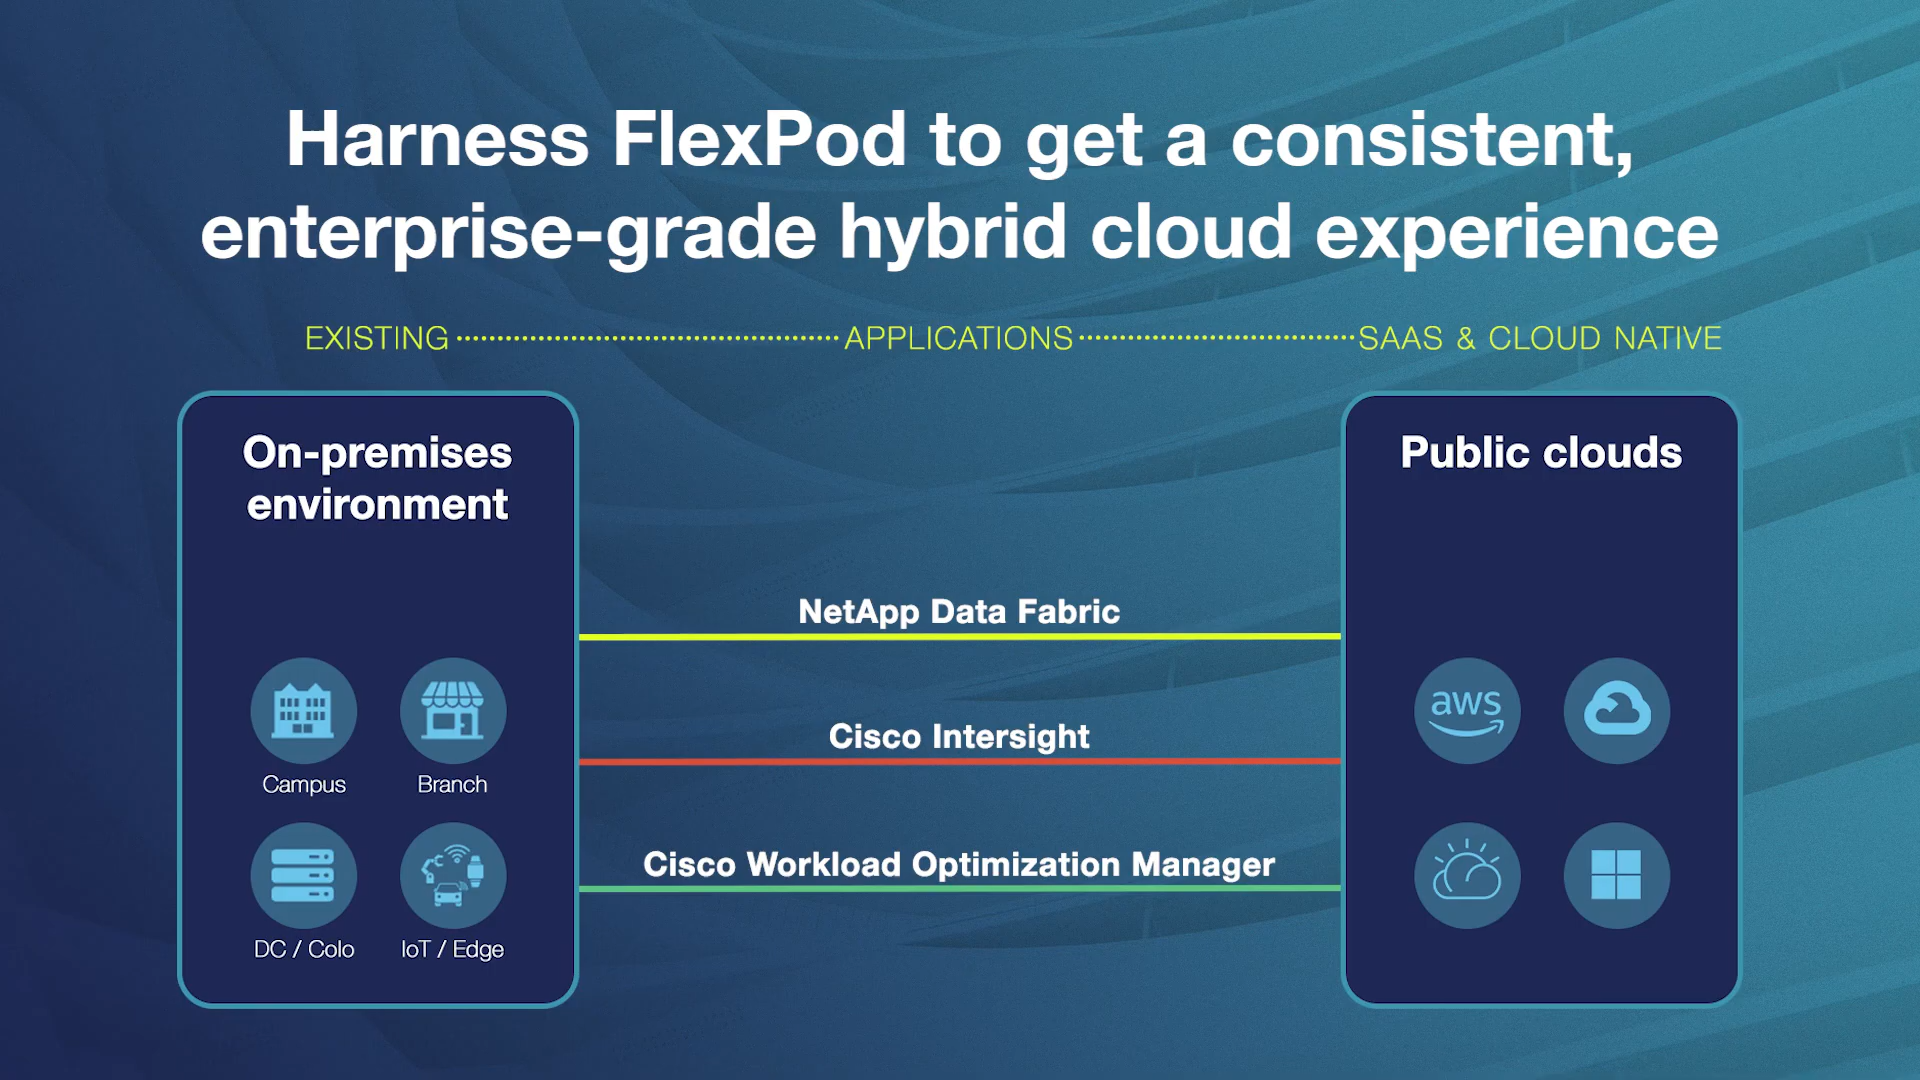 Harness FlexPod to get a consistent,
enterprise-grade hybrid cloud experience
EXISTING APPLICATIONS SAAS & CLOUD NATIVE
On-premises
environment
Campus Branch
DC / Colo IoT / Edge
NetApp Data Fabric
Cisco Intersight
Cisco Workload Optimization Manager
Public clouds
aws